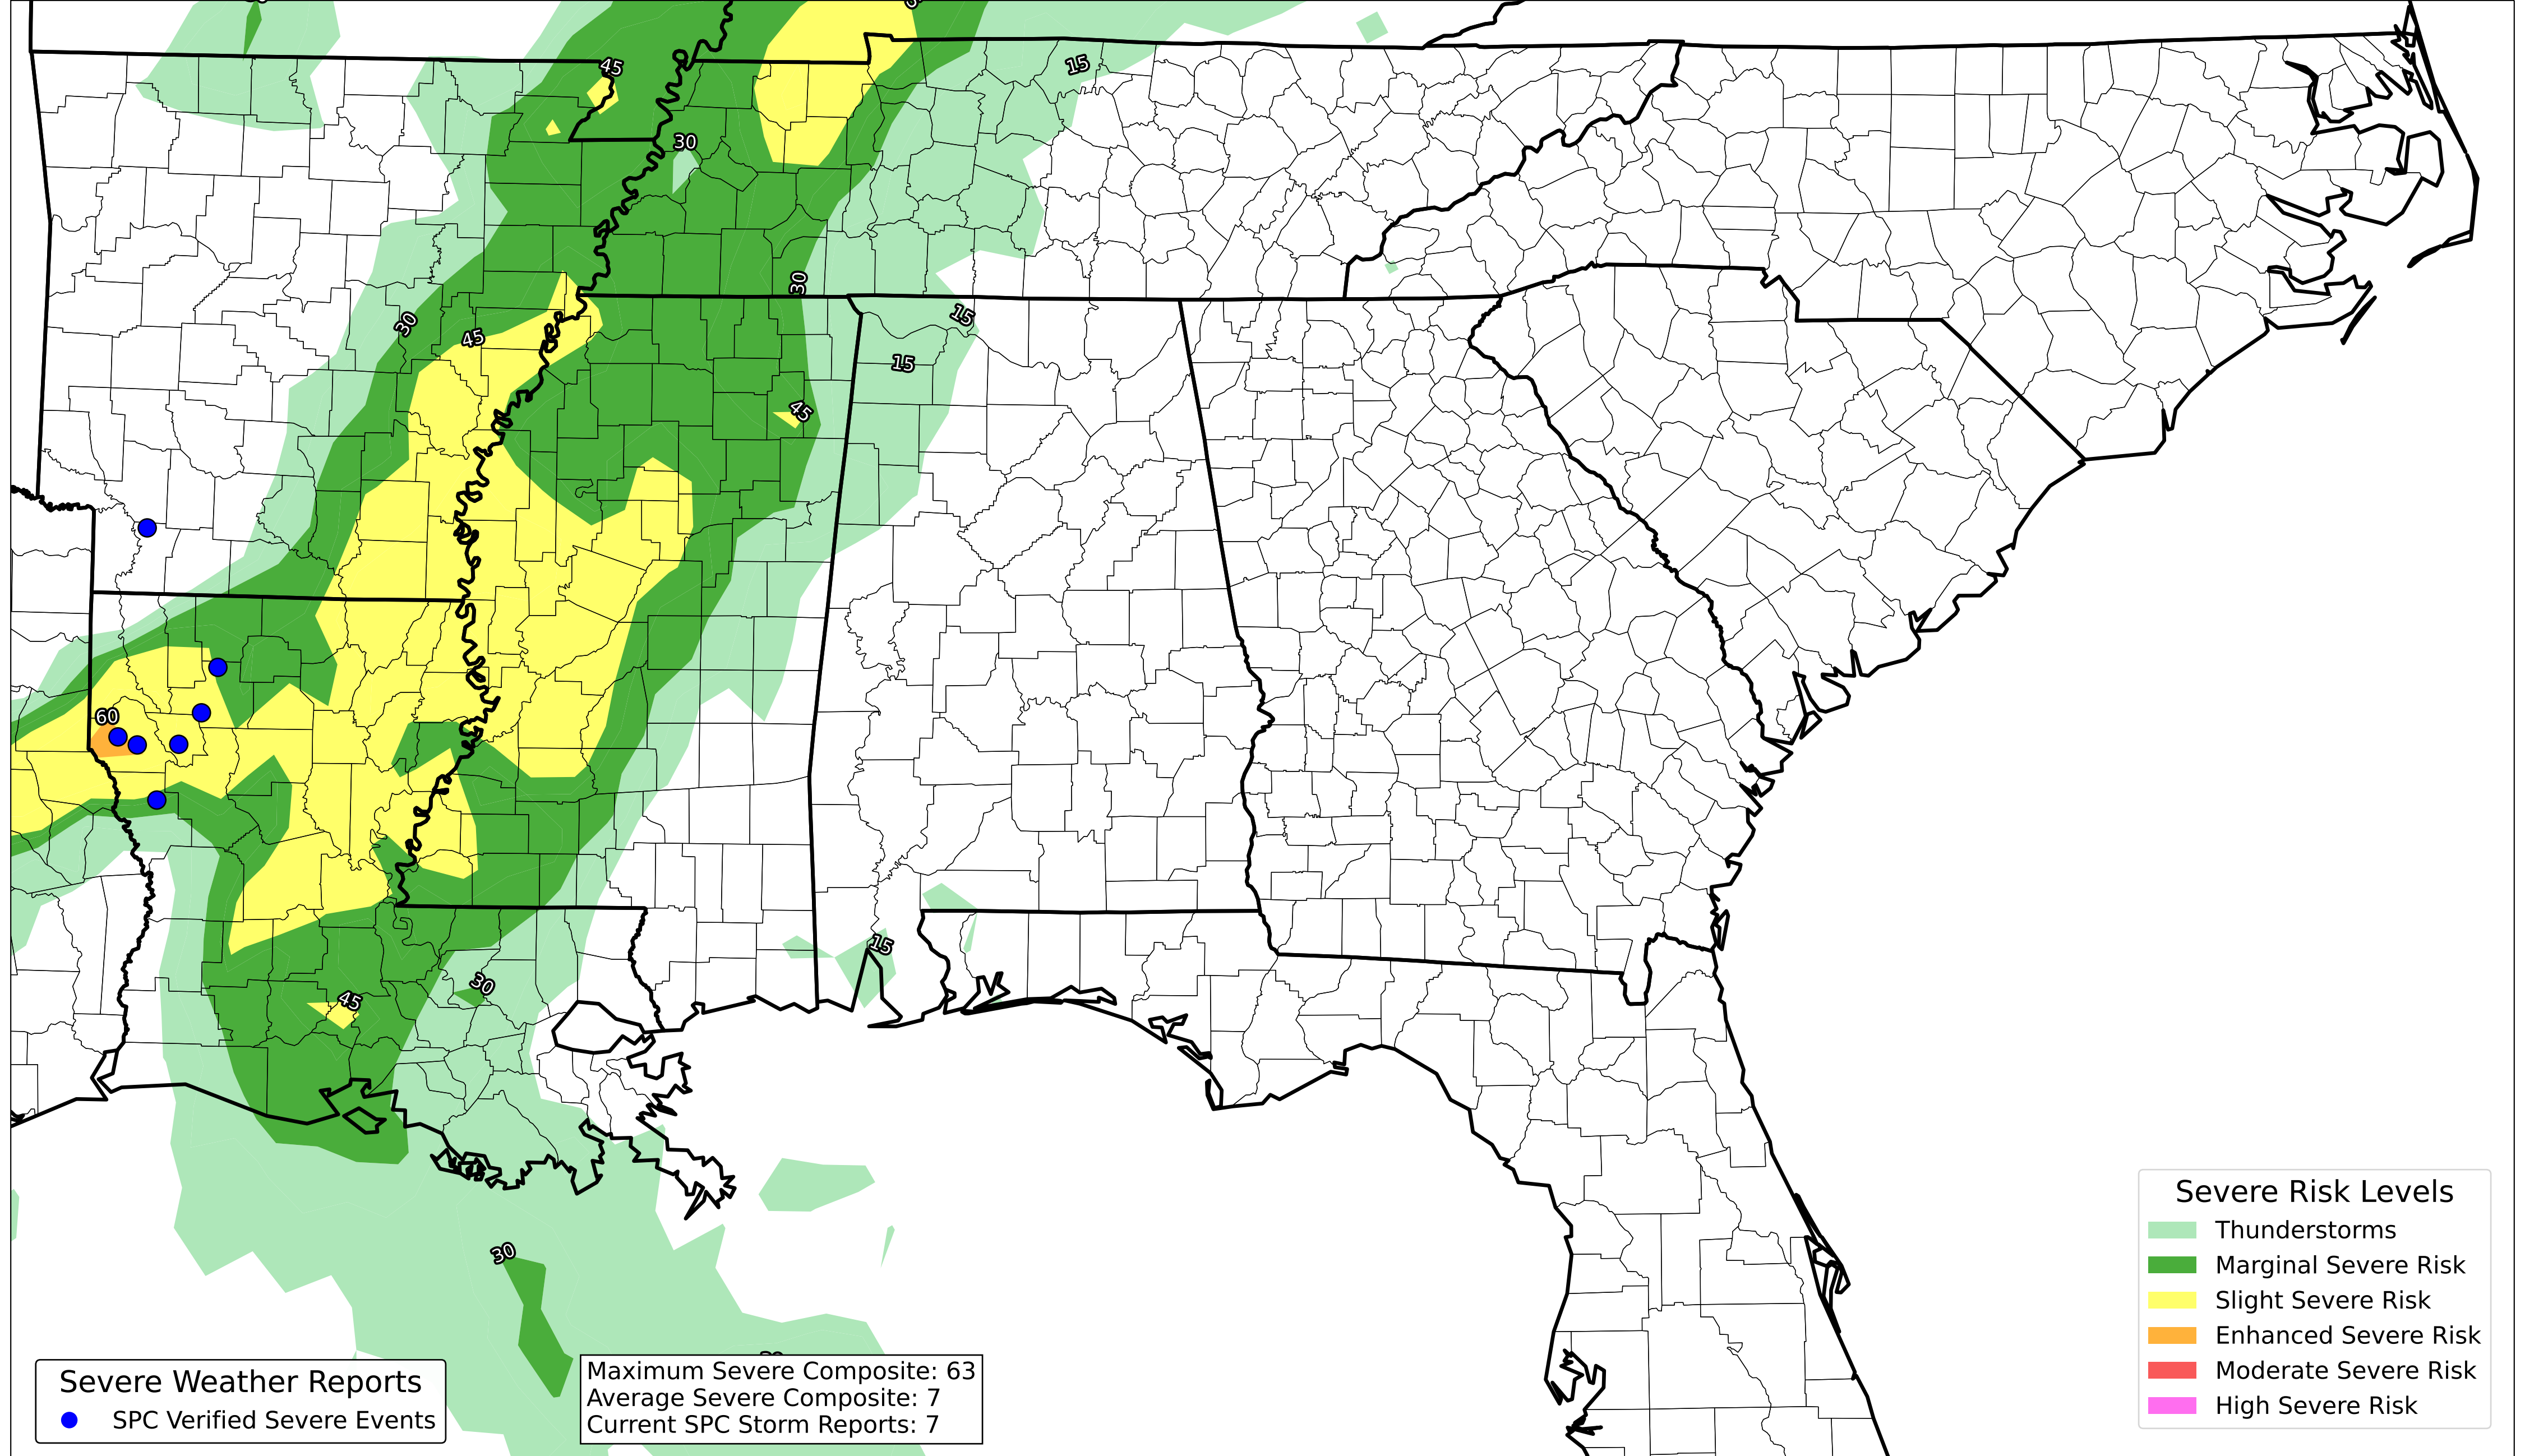 45
15
30
30
30
45
15
15
45
60
15
30
45
30
Severe Risk Levels
Thunderstorms
Marginal Severe Risk
Slight Severe Risk
Enhanced Severe Risk
Moderate Severe Risk
High Severe Risk
Severe Weather Reports
SPC Verified Severe Events
Maximum Severe Composite: 63
Average Severe Composite: 7
Current SPC Storm Reports: 7